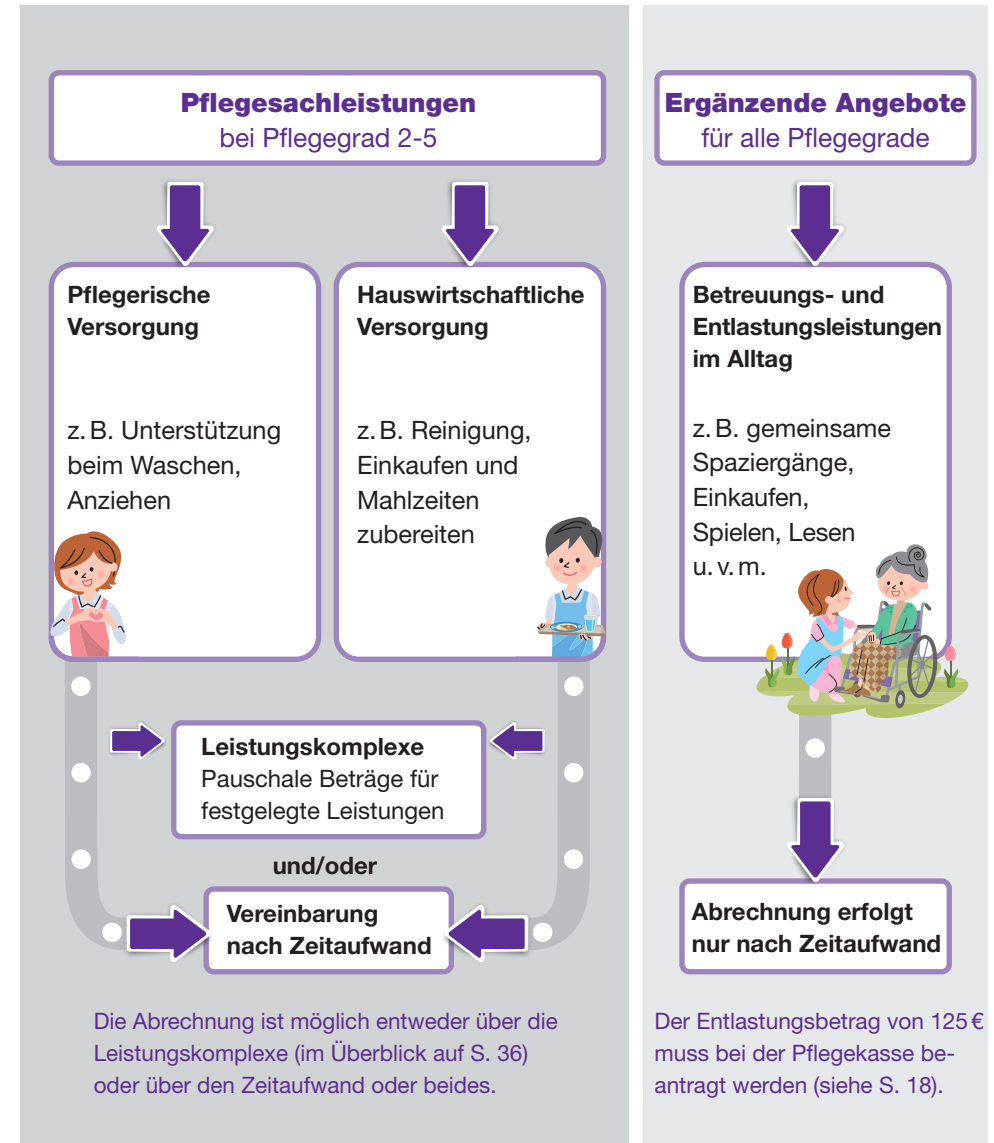 Pflegesachleistungen
bei Pflegegrad 2-5
Pflegerische
Versorgung
z. B. Unterstützung
beim Waschen,
Anziehen
Hauswirtschaftliche
Versorgung
z. B. Reinigung,
Einkaufen und
Mahlzeiten
zubereiten
Leistungskomplexe
Pauschale Beträge für
festgelegte Leistungen
und/oder
Vereinbarung
nach Zeitaufwand
Die Abrechnung ist möglich entweder über die
Leistungskomplexe (im Überblick auf S. 36)
oder über den Zeitaufwand oder beides.
Ergänzende Angebote
für alle Pflegegrade
Betreuungs- und
Entlastungsleistungen
im Alltag
z. B. gemeinsame
Spaziergänge,
Einkaufen,
Spielen, Lesen
u. v. m.
Abrechnung erfolgt
nur nach Zeitaufwand
Der Entlastungsbetrag von 125 €
muss bei der Pflegekasse be-
antragt werden (siehe S. 18).